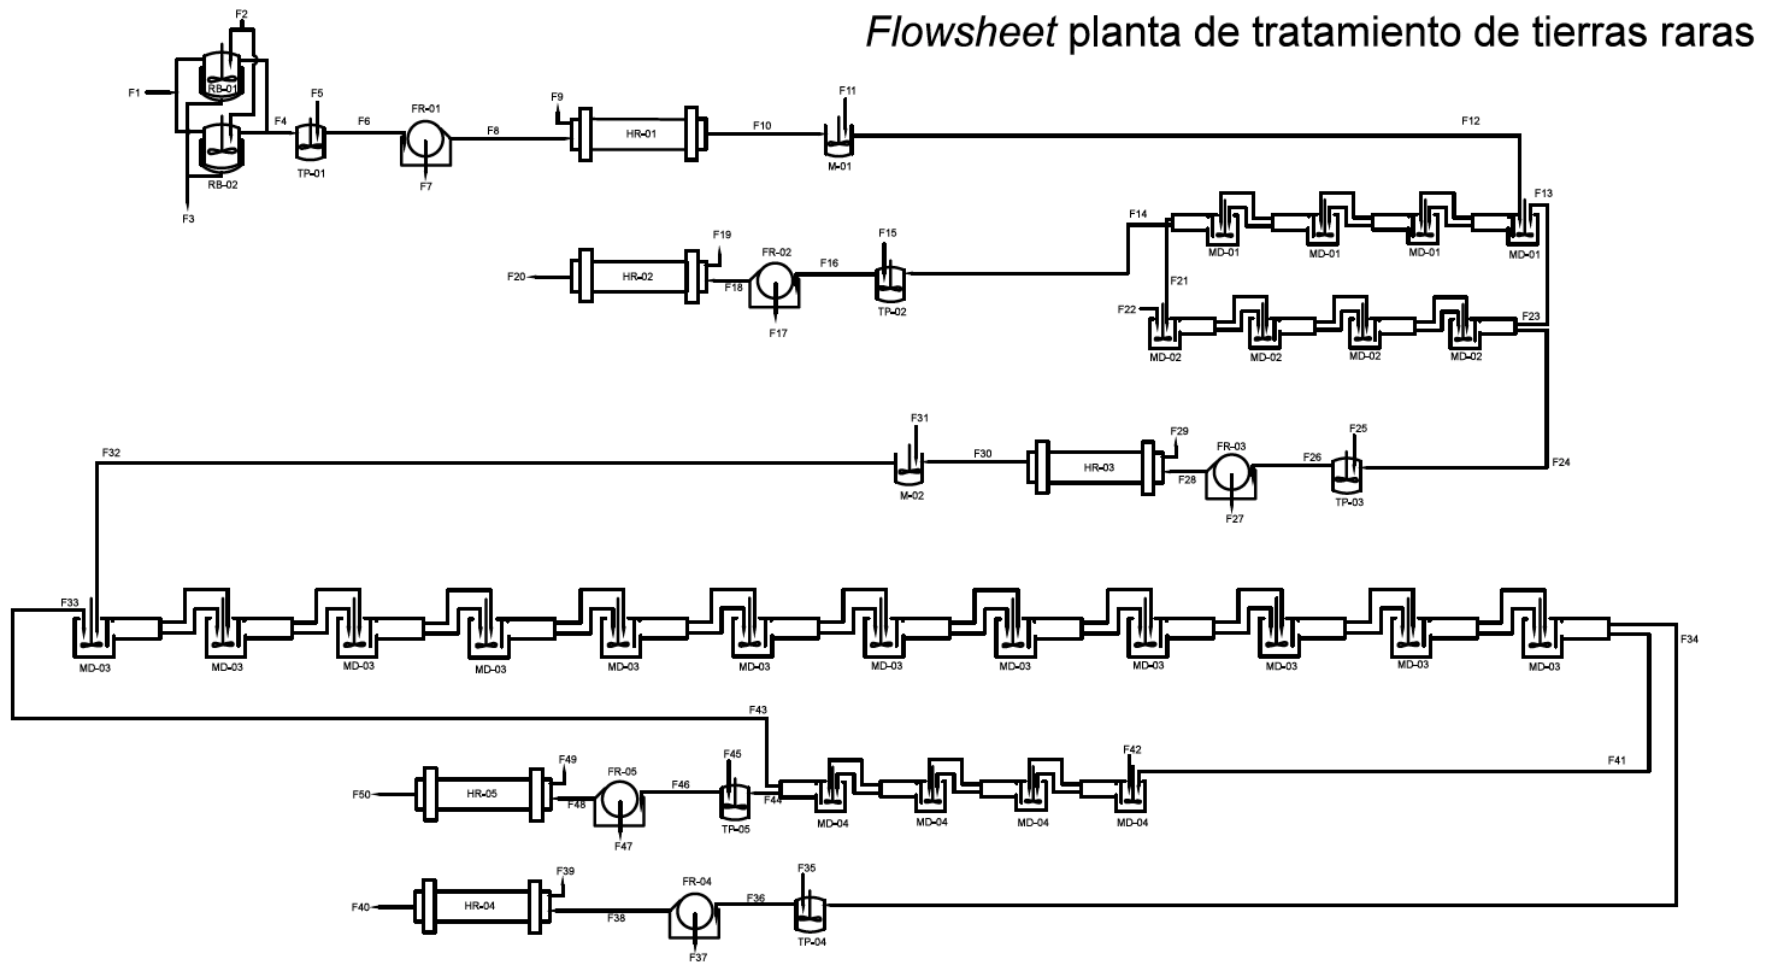 Flowsheet planta de tratamiento de tierras raras
F2
F1
RB-01
F5
FR-01
F9
F11
F4
F6
F8
HR-01
F10
F12
TP-01
M-01
RB-02
F7
F3
F13
F14
F19
F15
FR-02
F16
MD-01
MD-01
MD-01
MD-01
F20
HR-02
F18
F21
TP-02
F22
F23
F17
MD-02
MD-02
MD-02
MD-02
F31
F25
F29
FR-03
F32
F30
HR-03
F28
F26
F24
M-02
TP-03
F27
F33
F34
MD-03
MD-03
MD-03
MD-03
MD-03
MD-03
MD-03
MD-03
MD-03
MD-03
MD-03
MD-03
F43
F42
F45
F49
F41
FR-05
F46
F50
HR-05
F48
F44
MD-04
MD-04
MD-04
MD-04
TP-05
F47
F35
F39
FR-04
F36
F40
HR-04
F38
TP-04
F37